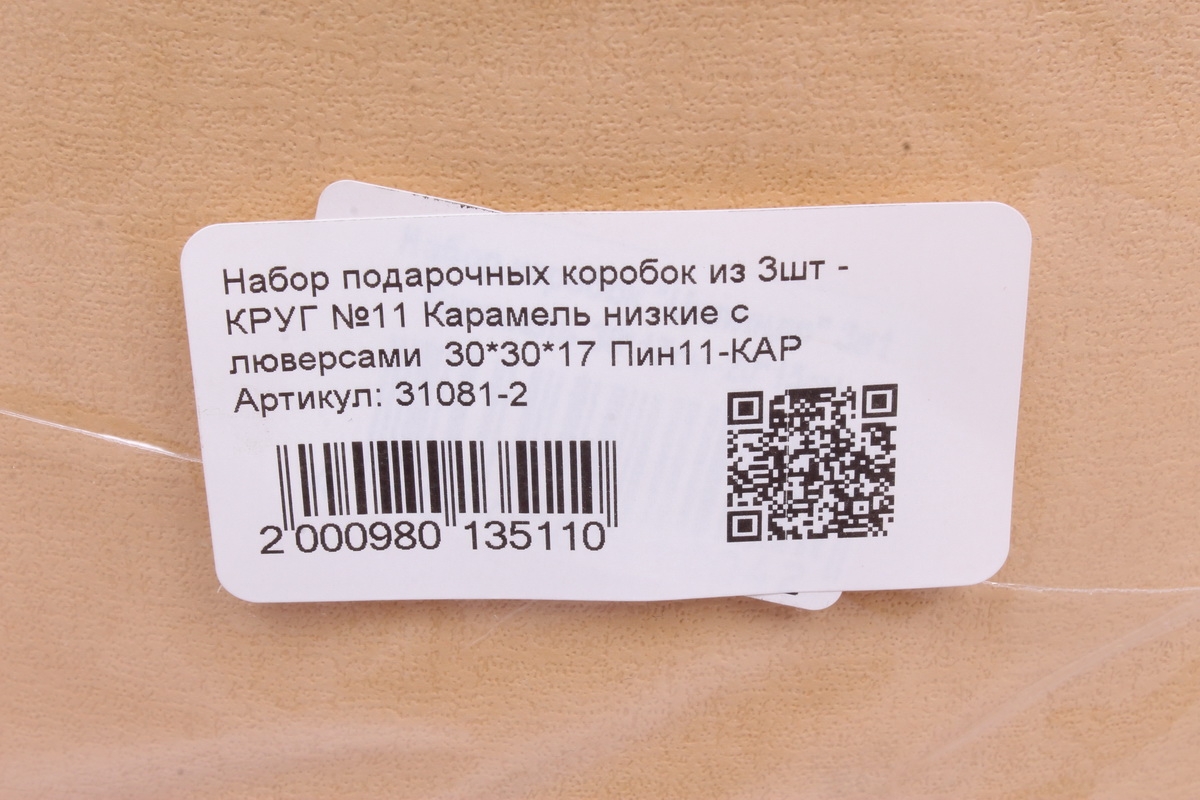 Набор подарочных коробок из 3шт -
КРУГ №11 Карамель низкие с
люверсами 30*30*17 Пин11-КАР
Артикул: 31081-2
2 000980 135110